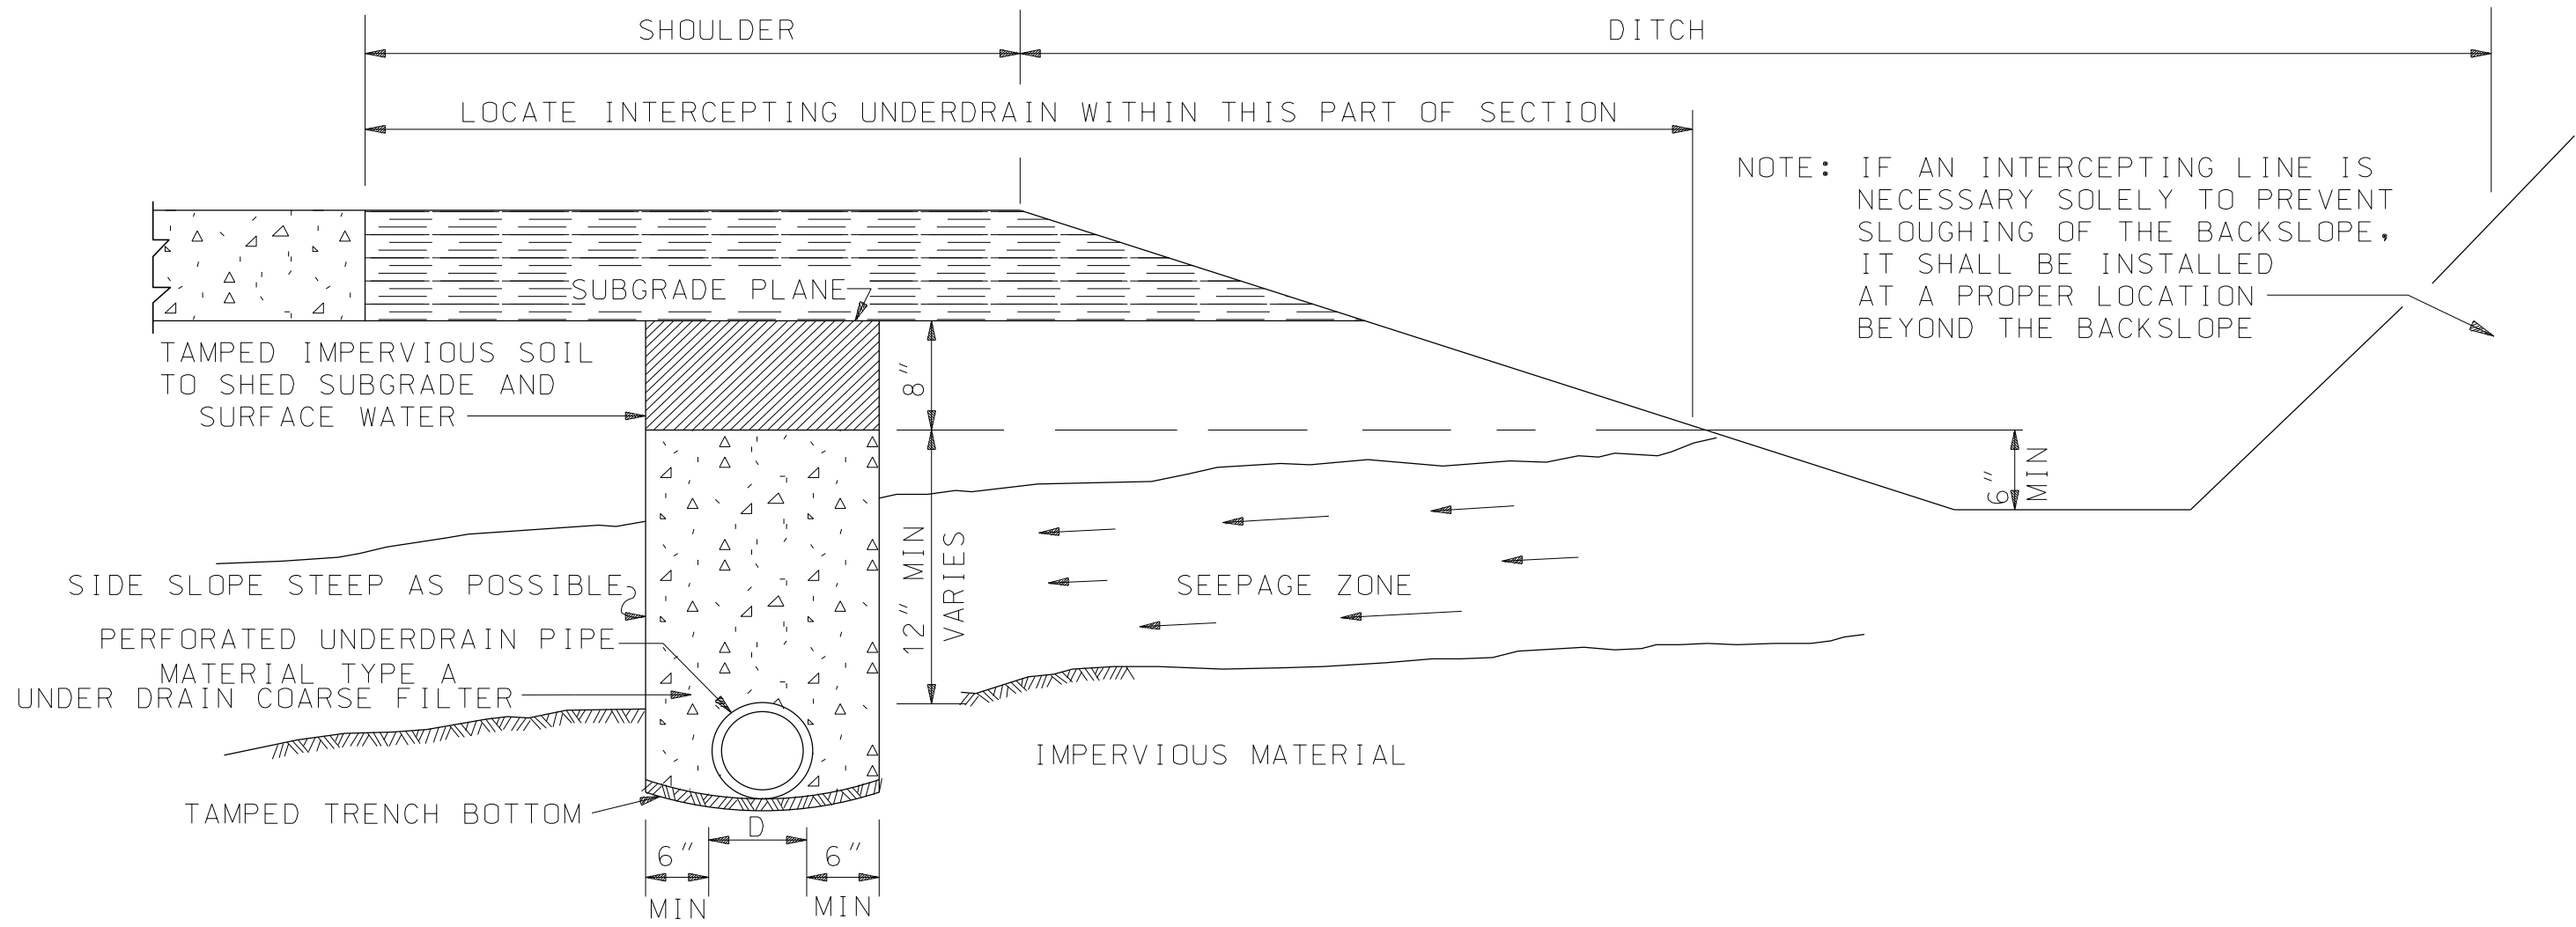 SHOULDER
DITCH
LOCATE INTERCEPTING UNDERDRAIN WITHIN THIS PART OF SECTION
NOTE: IF AN INTERCEPTING LINE IS
NECESSARY SOLELY TO PREVENT
SLOUGHING OF THE BACKSLOPE,
IT SHALL BE INSTALLED
AT A PROPER LOCATION
BEYOND THE BACKSLOPE
SUBGRADE PLANE
TAMPED IMPERVIOUS SOIL
TO SHED SUBGRADE AND
SURFACE WATER
8"
6"
MIN
12" MIN
VARIES
SEEPAGE ZONE
SIDE SLOPE STEEP AS POSSIBLE
PERFORATED UNDERDRAIN PIPE
MATERIAL TYPE A
UNDER DRAIN COARSE FILTER
IMPERVIOUS MATERIAL
TAMPED TRENCH BOTTOM
D
6"
6"
MIN
MIN